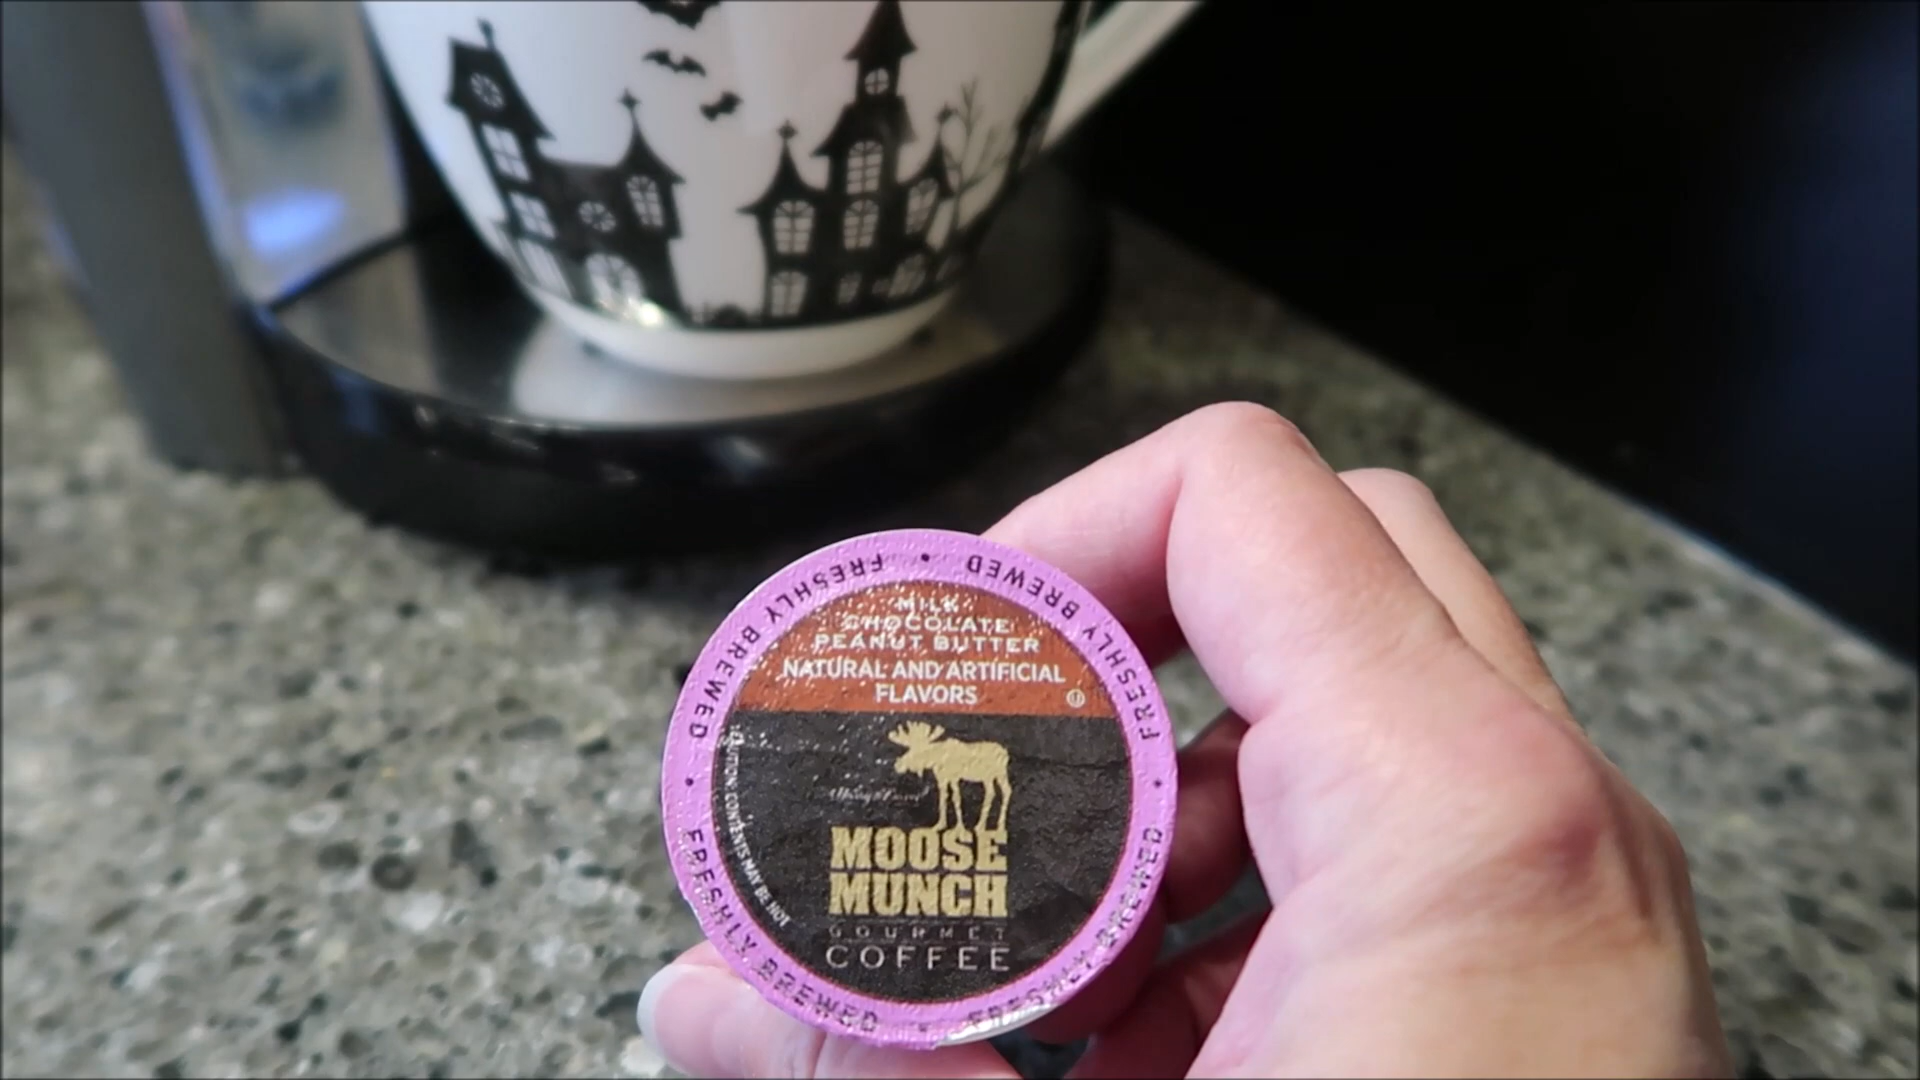 FRESHLY BREWED • FRESHLY BREWED • FRESHLY BREWED • FRESHLY BREWED •
MILK
CHOCOLATE
PEANUT BUTTER
NATURAL AND ARTIFICIAL
FLAVORS
U
CAUTION: CONTENTS MAY BE HOT
MOOSE
MUNCH
GOURMET
COFFEE